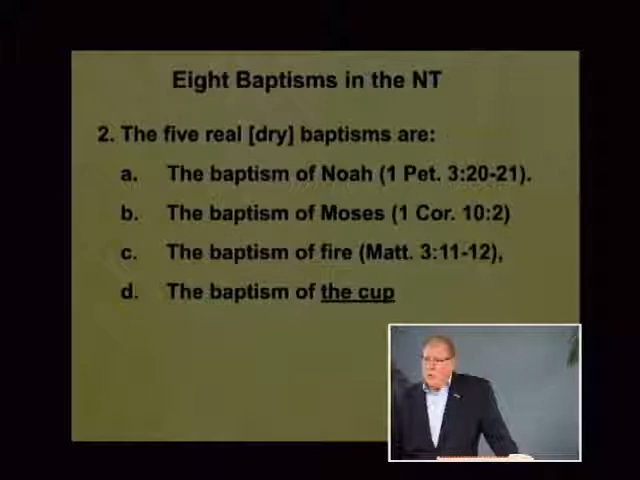 Eight Baptisms in the NT
2. The five real [dry] baptisms are:
a. The baptism of Noah (1 Pet. 3:20-21).
b. The baptism of Moses (1 Cor. 10:2)
c. The baptism of fire (Matt. 3:11-12),
d. The baptism of the cup